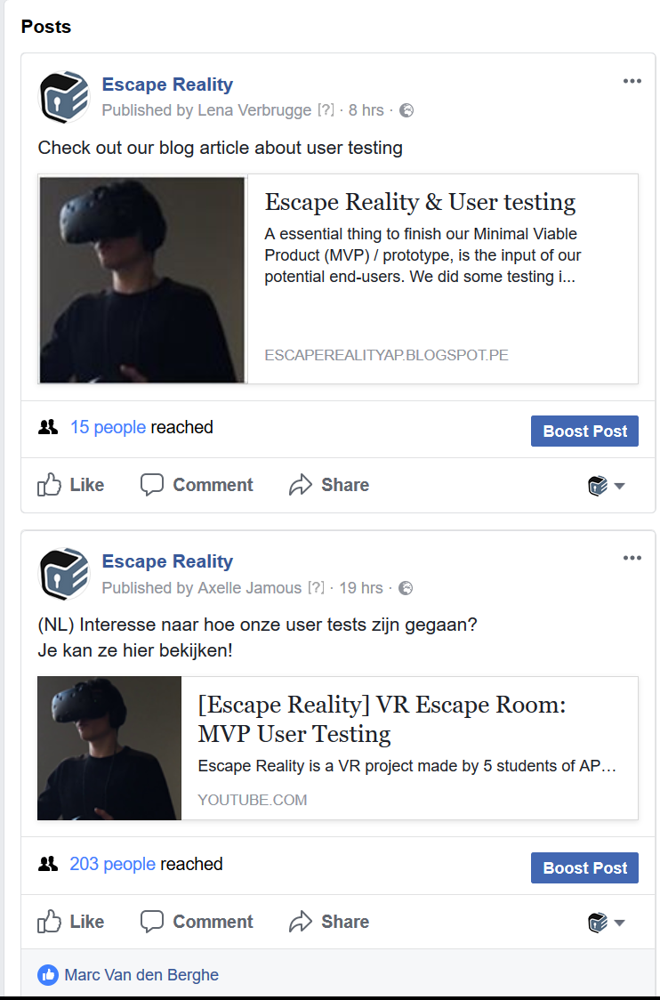 Posts
Escape Reality
Published by Lena Verbrugge [?] · 8 hrs ·
Check out our blog article about user testing
Escape Reality & User testing
A essential thing to finish our Minimal Viable
Product (MVP) / prototype, is the input of our
potential end-users. We did some testing i...
ESCAPEREALITYAP.BLOGSPOT.PE
15 people reached
Boost Post
Like Comment Share
Escape Reality
Published by Axelle Jamous [?] · 19 hrs ·
(NL) Interesse naar hoe onze user tests zijn gegaan?
Je kan ze hier bekijken!
[Escape Reality] VR Escape Room:
MVP User Testing
Escape Reality is a VR project made by 5 students of AP…
YOUTUBE.COM
203 people reached
Boost Post
Like Comment Share
Marc Van den Berghe